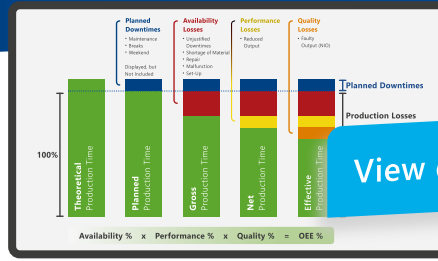 Planned
Downtimes
• Maintenance
• Breaks
• Weekend
Displayed, but
Not Included
Availability
Losses
• Unjustified
Downtimes
• Shortage of Material
• Repair
• Malfunction
• Set-Up
Performance
Losses
• Reduced
Output
Quality
Losses
• Faulty
Output (NIO)
Planned Downtimes
Production Losses
100%
Theoretical
Production Time
Planned
Production Time
Gross
Production Time
Net
Production Time
Effective
Production Time
View
Availability % x Performance % x Quality % = OEE %